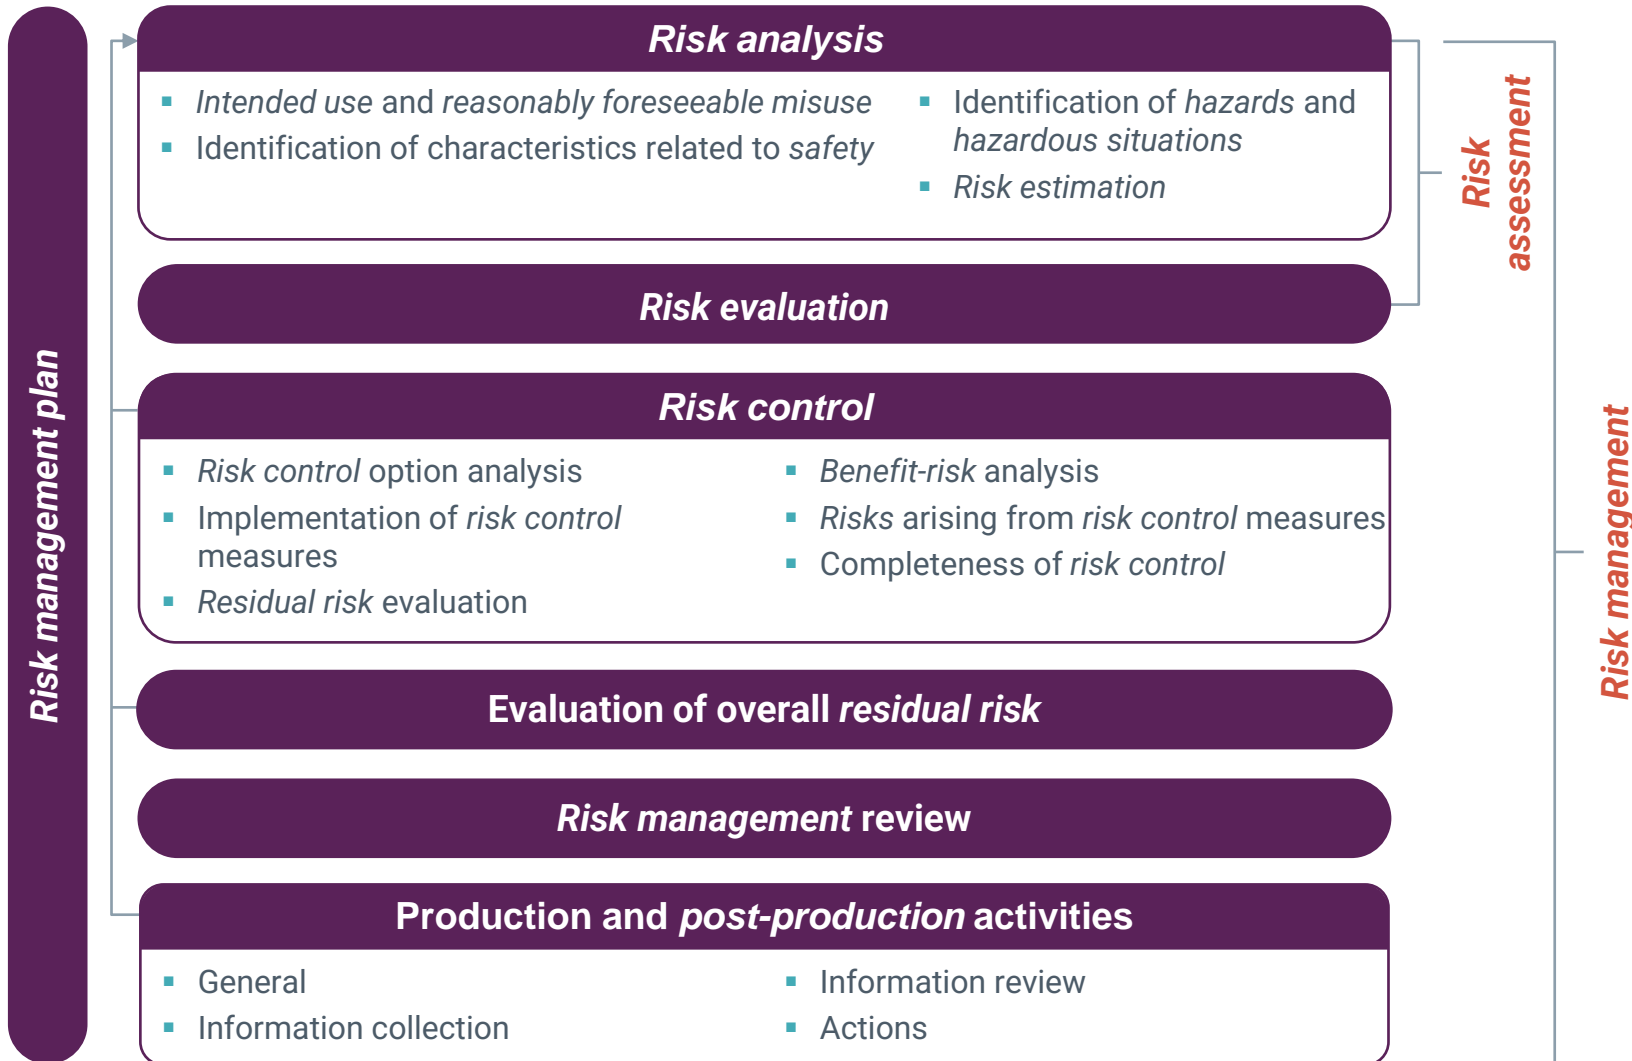 Risk management plan
Risk analysis
Intended use and reasonably foreseeable misuse
Identification of characteristics related to safety
Identification of hazards and
hazardous situations
Risk estimation
Risk evaluation
Risk
assessment
Risk control
Risk control option analysis
Implementation of risk control
measures
Residual risk evaluation
Benefit-risk analysis
Risks arising from risk control measures
Completeness of risk control
Evaluation of overall residual risk
Risk management review
Production and post-production activities
General
Information collection
Information review
Actions
Risk management